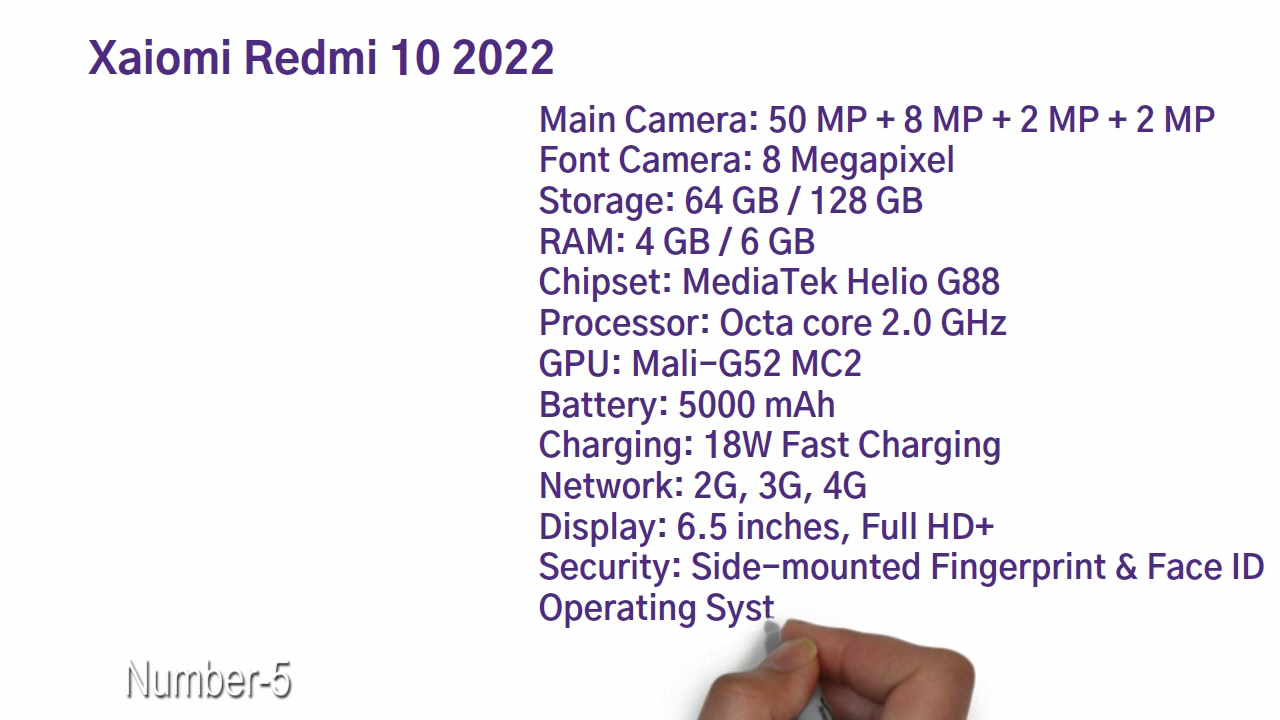 Xaiomi Redmi 10 2022
Main Camera: 50 MP + 8 MP + 2 MP + 2 MP
Font Camera: 8 Megapixel
Storage: 64 GB / 128 GB
RAM: 4 GB / 6 GB
Chipset: MediaTek Helio G88
Processor: Octa core 2.0 GHz
GPU: Mali-G52 MC2
Battery: 5000 mAh
Charging: 18W Fast Charging
Network: 2G, 3G, 4G
Display: 6.5 inches, Full HD+
Security: Side-mounted Fingerprint & Face ID
Operating Syst
Number-5